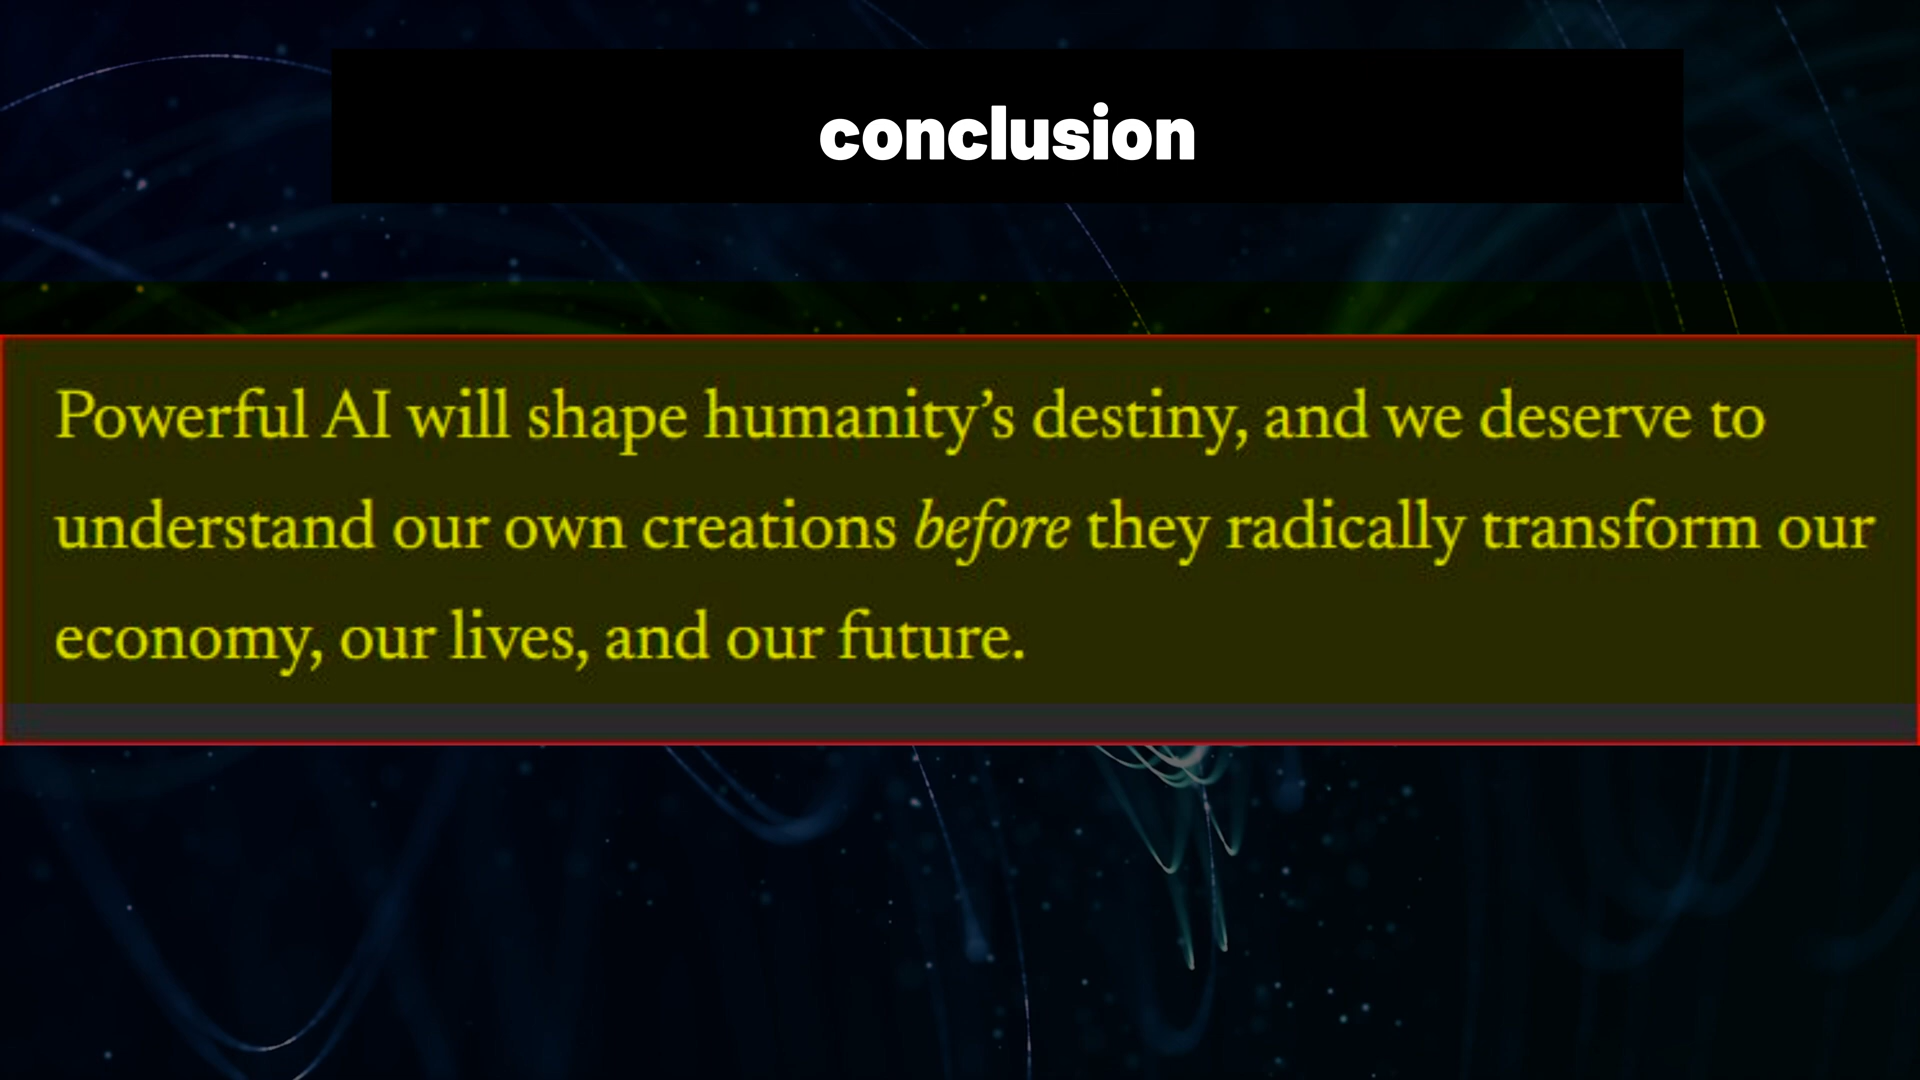 conclusion
Powerful AI will shape humanity’s destiny, and we deserve to
understand our own creations before they radically transform our
economy, our lives, and our future.